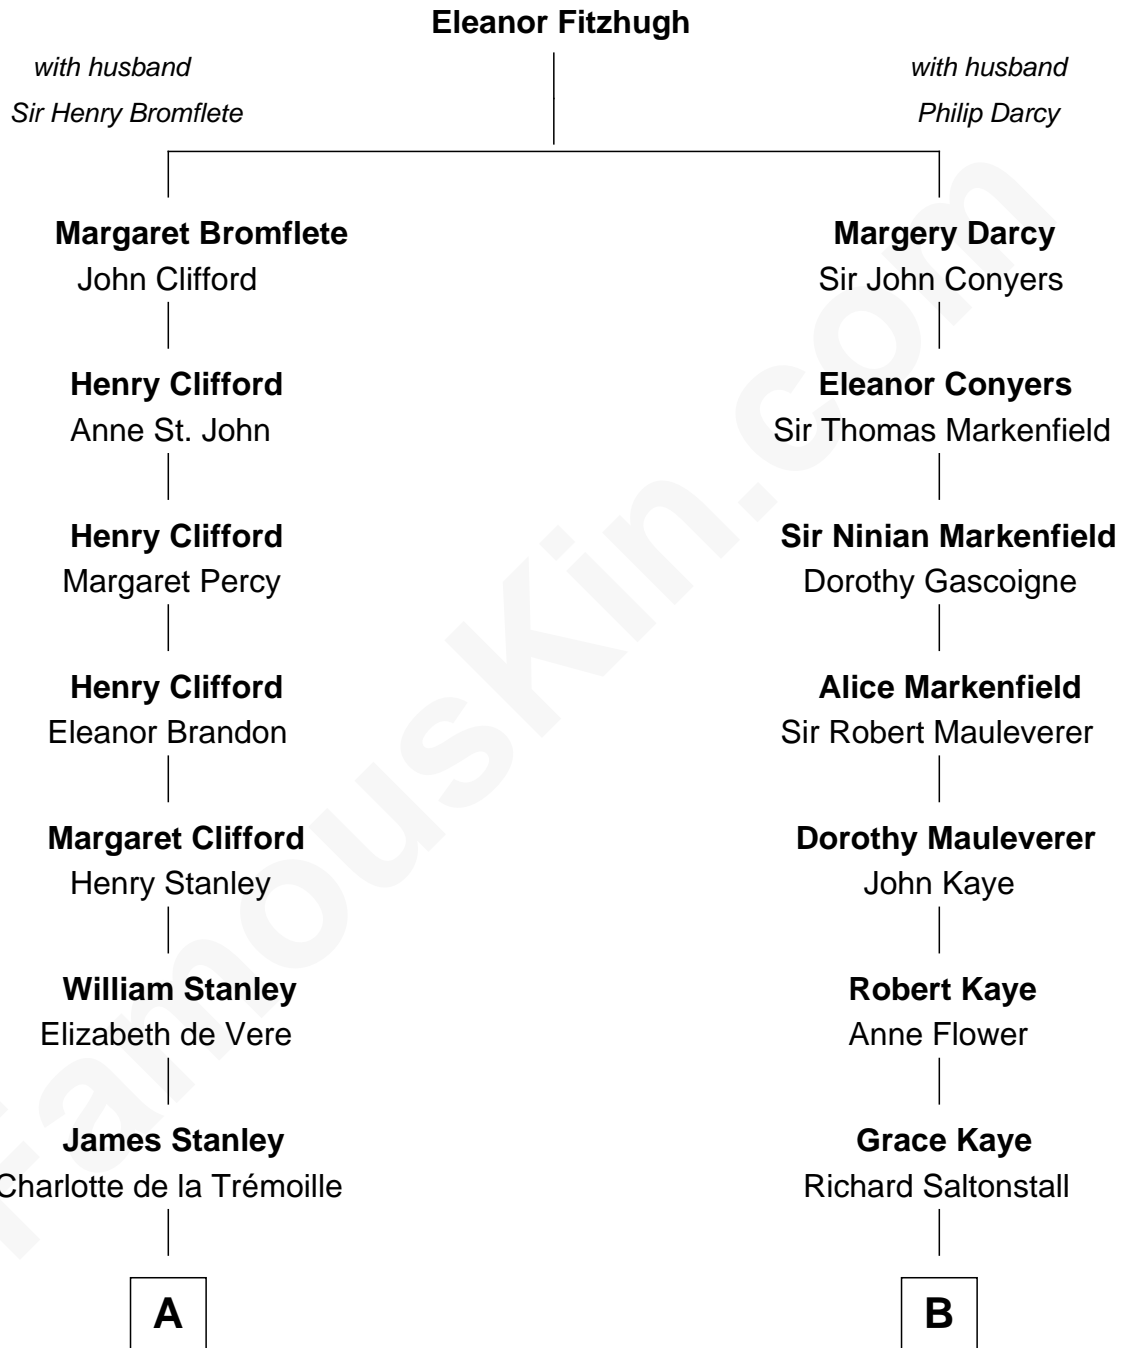 Eleanor Fitzhugh
with husband
Sir Henry Bromflete
with husband
Philip Darcy
Margaret Bromflete
John Clifford
Margery Darcy
Sir John Conyers
Henry Clifford
Anne St. John
Eleanor Conyers
Sir Thomas Markenfield
Henry Clifford
Margaret Percy
Sir Ninian Markenfield
Dorothy Gascoigne
Henry Clifford
Eleanor Brandon
Alice Markenfield
Sir Robert Mauleverer
Margaret Clifford
Henry Stanley
Dorothy Mauleverer
John Kaye
William Stanley
Elizabeth de Vere
Robert Kaye
Anne Flower
James Stanley
Charlotte de la Trémoille
Grace Kaye
Richard Saltonstall
A
B
FamousKin.com